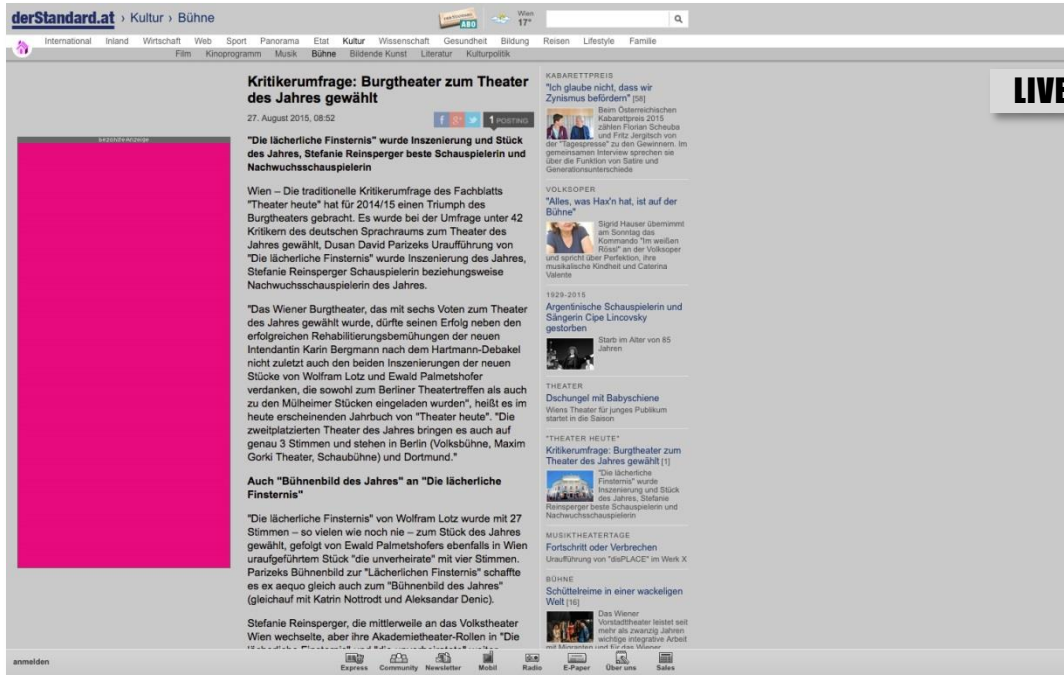 derStandard.at › Kultur › Bühne
ABO
Wien
17°
International Inland Wirtschaft Web Sport Panorama Etat Kultur Wissenschaft Gesundheit Bildung Reisen Lifestyle Familie
Film Kinoprogramm Musik Bühne Bildende Kunst Literatur Kulturpolitik
bezahlte Anzeige
Kritikerumfrage: Burgtheater zum Theater
des Jahres gewählt
27. August 2015, 08:52
1 POSTING
"Die lächerliche Finsternis" wurde Inszenierung und Stück
des Jahres, Stefanie Reinsperger beste Schauspielerin und
Nachwuchsschauspielerin
Wien – Die traditionelle Kritikerumfrage des Fachblatts
"Theater heute" hat für 2014/15 einen Triumph des
Burgtheaters gebracht. Es wurde bei der Umfrage unter 42
Kritikern des deutschen Sprachraums zum Theater des
Jahres gewählt, Dusan David Parizeks Uraufführung von
"Die lächerliche Finsternis" wurde Inszenierung des Jahres,
Stefanie Reinsperger Schauspielerin beziehungsweise
Nachwuchsschauspielerin des Jahres.
"Das Wiener Burgtheater, das mit sechs Voten zum Theater
des Jahres gewählt wurde, dürfte seinen Erfolg neben den
erfolgreichen Rehabilitierungsbemühungen der neuen
Intendantin Karin Bergmann nach dem Hartmann-Debakel
nicht zuletzt auch den beiden Inszenierungen der neuen
Stücke von Wolfram Lotz und Ewald Palmetshofer
verdanken, die sowohl zum Berliner Theatertreffen als auch
zu den Mülheimer Stücken eingeladen wurden", heißt es im
heute erscheinenden Jahrbuch von "Theater heute". "Die
zweitplatzierten Theater des Jahres bringen es auch auf
genau 3 Stimmen und stehen in Berlin (Volksbühne, Maxim
Gorki Theater, Schaubühne) und Dortmund."
Auch "Bühnenbild des Jahres" an "Die lächerliche
Finsternis"
"Die lächerliche Finsternis" von Wolfram Lotz wurde mit 27
Stimmen – so vielen wie noch nie – zum Stück des Jahres
gewählt, gefolgt von Ewald Palmetshofers ebenfalls in Wien
uraufgeführtem Stück "die unverheirate" mit vier Stimmen.
Parizeks Bühnenbild zur "Lächerlichen Finsternis" schaffte
es ex aequo gleich auch zum "Bühnenbild des Jahres"
(gleichauf mit Katrin Nottrodt und Aleksandar Denic).
Stefanie Reinsperger, die mittlerweile an das Volkstheater
Wien wechselte, aber ihre Akademietheater-Rollen in "Die
KABARETTPREIS
"Ich glaube nicht, dass wir
Zynismus befördern" [58]
Beim Österreichischen
Kabarettpreis 2015
zählen Florian Scheuba
und Fritz Jergitsch von
der "Tagespresse" zu den Gewinnern. Im
gemeinsamen Interview sprechen sie
über die Funktion von Satire und
Generationsunterschiede
VOLKSOPER
"Alles, was Hax'n hat, ist auf der
Bühne"
Sigrid Hauser übernimmt
am Sonntag das
Kommando "Im weißen
Rössl" an der Volksoper
und spricht über Perfektion, ihre
musikalische Kindheit und Caterina
Valente
1929-2015
Argentinische Schauspielerin und
Sängerin Cipe Lincovsky
gestorben
Starb im Alter von 85
Jahren
THEATER
Dschungel mit Babyschiene
Wiens Theater für junges Publikum
startet in die Saison
"THEATER HEUTE"
Kritikerumfrage: Burgtheater zum
Theater des Jahres gewählt [1]
"Die lächerliche
Finsternis" wurde
Inszenierung und Stück
des Jahres, Stefanie
Reinsperger beste Schauspielerin und
Nachwuchsschauspielerin
MUSIKTHEATERTAGE
Fortschritt oder Verbrechen
Uraufführung von "disPLACE" im Werk X
BÜHNE
Schüttelreime in einer wackeligen
Welt [16]
Das Wiener
Vorstadttheater leistet seit
mehr als zwanzig Jahren
wichtige integrative Arbeit
mit Migranten und für das Wiener
LIVE
anmelden
Express Community Newsletter Mobil Radio E-Paper Über uns Sales